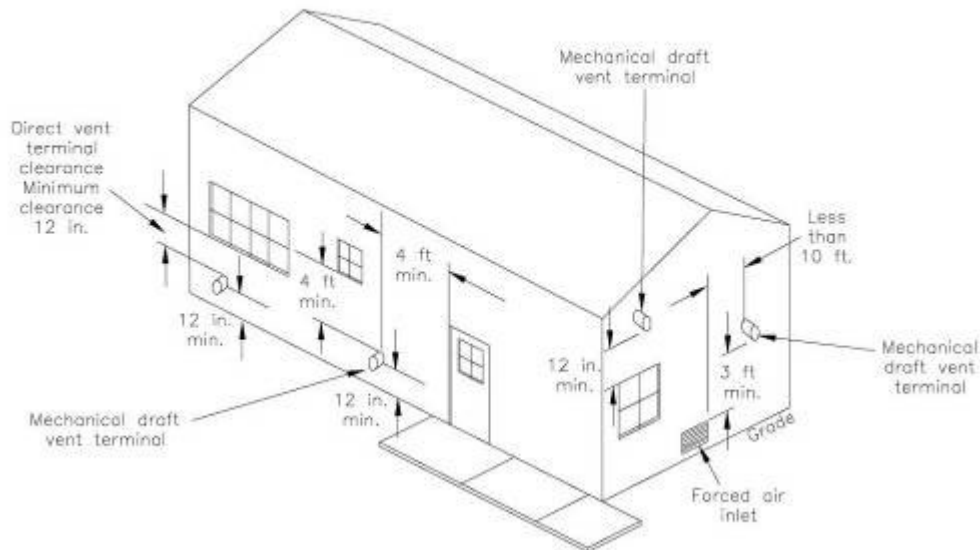 Mechanical draft
vent terminal
Direct vent
terminal
clearance
Minimum
clearance
12 in.
Less
than
10 ft.
4 ft
min.
4 ft
min.
12 in.
min.
12 in.
min.
12 in.
min.
3 ft
min.
Mechanical
draft vent
terminal
Mechanical draft
vent terminal
Grade
Forced air
inlet